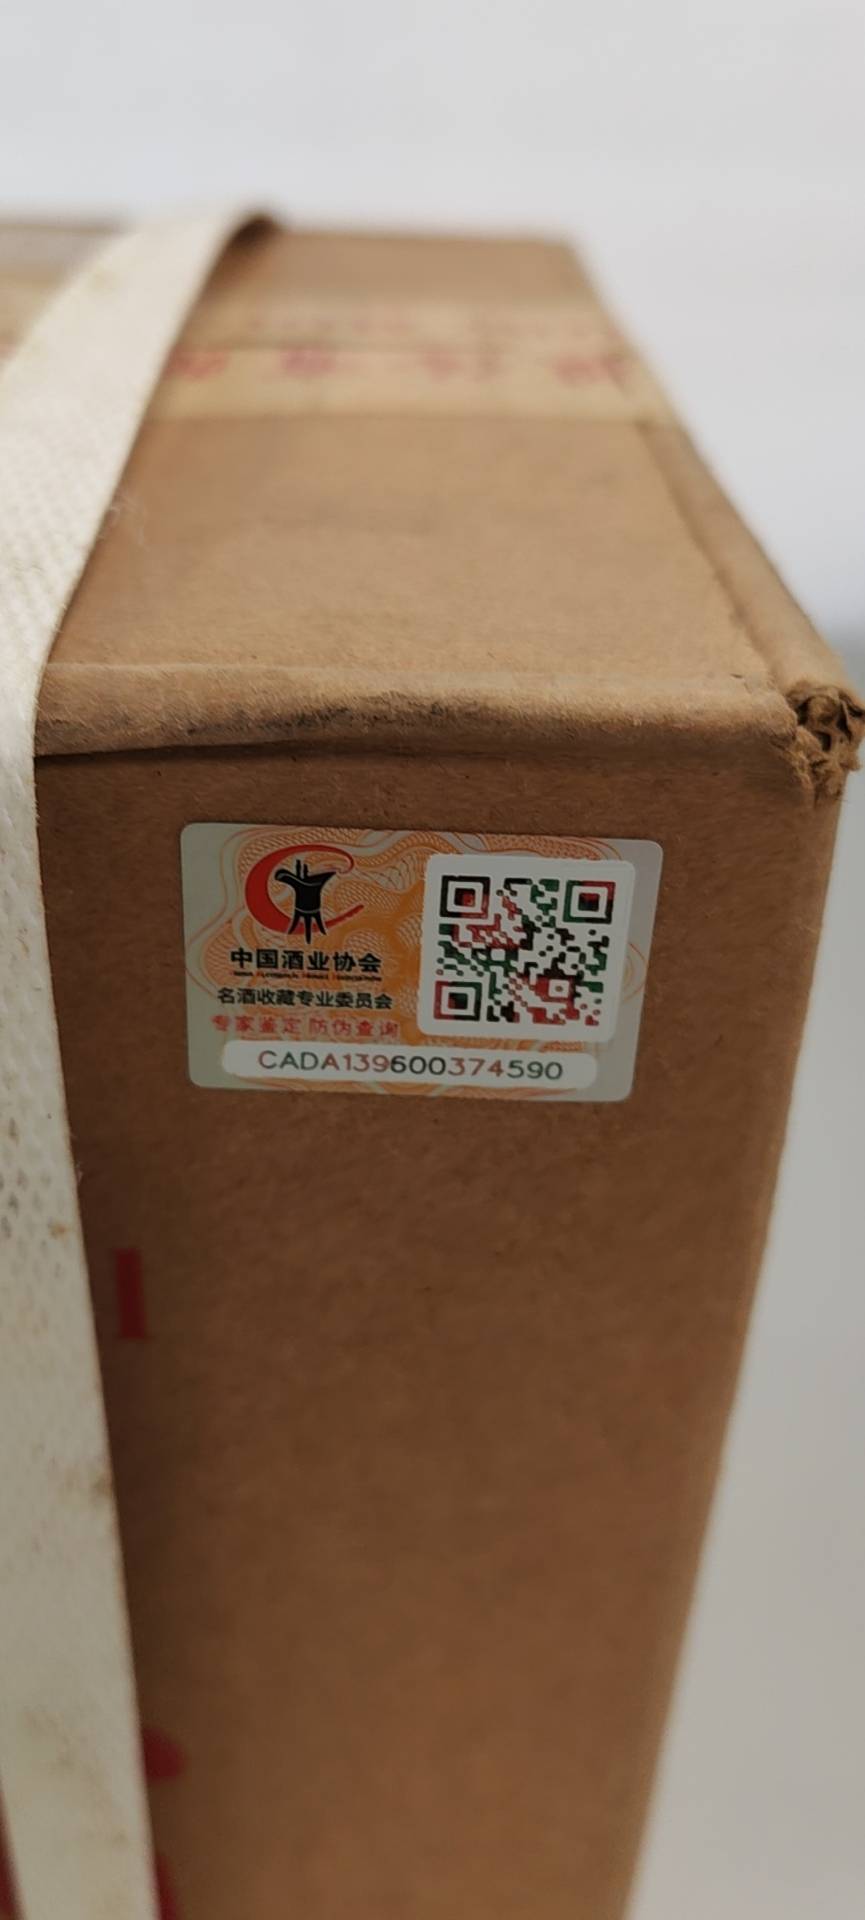 中国酒业协会
名酒收藏专业委员会
专家鉴定 防伪查询
CADA139600374590